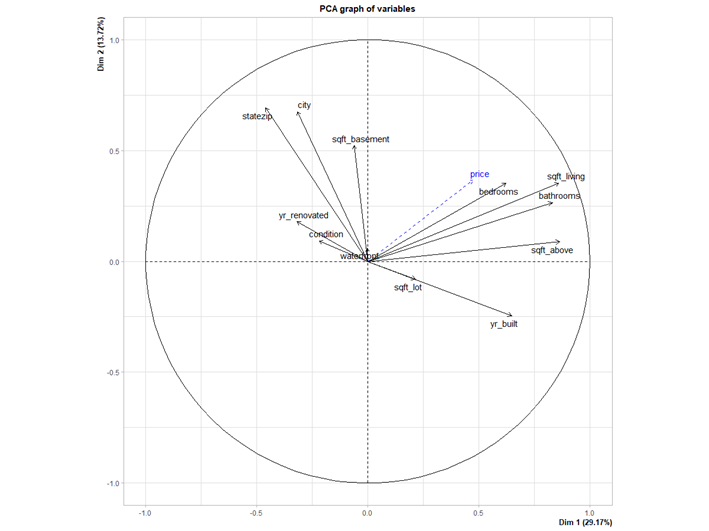 PCA graph of variables
Dim 2 (13.72%)
1.0
city
statezip
0.5
sqft_basement
price
sqft_living
bedrooms
bathrooms
yr_renovated
condition
sqft_above
waterfront
0.0
sqft_lot
yr_built
-0.5
-1.0
-1.0
-0.5
0.0
0.5
1.0
Dim 1 (29.17%)